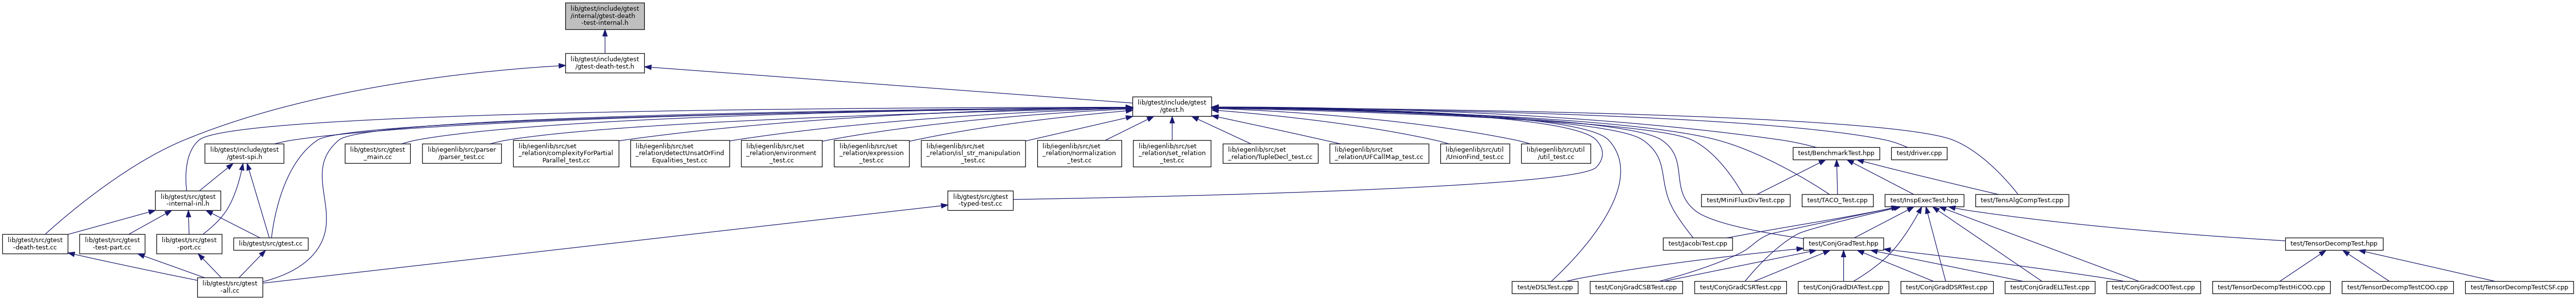 lib/gtest/include/gtest
/internal/gtest-death
-test-internal.h
lib/gtest/include/gtest
/gtest-death-test.h
lib/gtest/include/gtest
/gtest.h
lib/gtest/include/gtest
/gtest-spi.h
lib/gtest/src/gtest
_main.cc
lib/iegenlib/src/parser
/parser_test.cc
lib/iegenlib/src/set
_relation/complexityForPartial
Parallel_test.cc
lib/iegenlib/src/set
_relation/detectUnsatOrFind
Equalities_test.cc
lib/iegenlib/src/set
_relation/environment
_test.cc
lib/iegenlib/src/set
_relation/expression
_test.cc
lib/iegenlib/src/set
_relation/isl_str_manipulation
_test.cc
lib/iegenlib/src/set
_relation/normalization
_test.cc
lib/iegenlib/src/set
_relation/set_relation
_test.cc
lib/iegenlib/src/set
_relation/TupleDecl_test.cc
lib/iegenlib/src/set
_relation/UFCallMap_test.cc
lib/iegenlib/src/util
/UnionFind_test.cc
lib/iegenlib/src/util
/util_test.cc
test/BenchmarkTest.hpp
test/driver.cpp
lib/gtest/src/gtest
-internal-inl.h
lib/gtest/src/gtest
-typed-test.cc
test/MiniFluxDivTest.cpp
test/TACO_Test.cpp
test/InspExecTest.hpp
test/TensAlgCompTest.cpp
lib/gtest/src/gtest
-death-test.cc
lib/gtest/src/gtest
-test-part.cc
lib/gtest/src/gtest
-port.cc
lib/gtest/src/gtest.cc
test/JacobiTest.cpp
test/ConjGradTest.hpp
test/TensorDecompTest.hpp
lib/gtest/src/gtest
-all.cc
test/eDSLTest.cpp
test/ConjGradCSBTest.cpp
test/ConjGradCSRTest.cpp
test/ConjGradDIATest.cpp
test/ConjGradDSRTest.cpp
test/ConjGradELLTest.cpp
test/ConjGradCOOTest.cpp
test/TensorDecompTestHiCOO.cpp
test/TensorDecompTestCOO.cpp
test/TensorDecompTestCSF.cpp